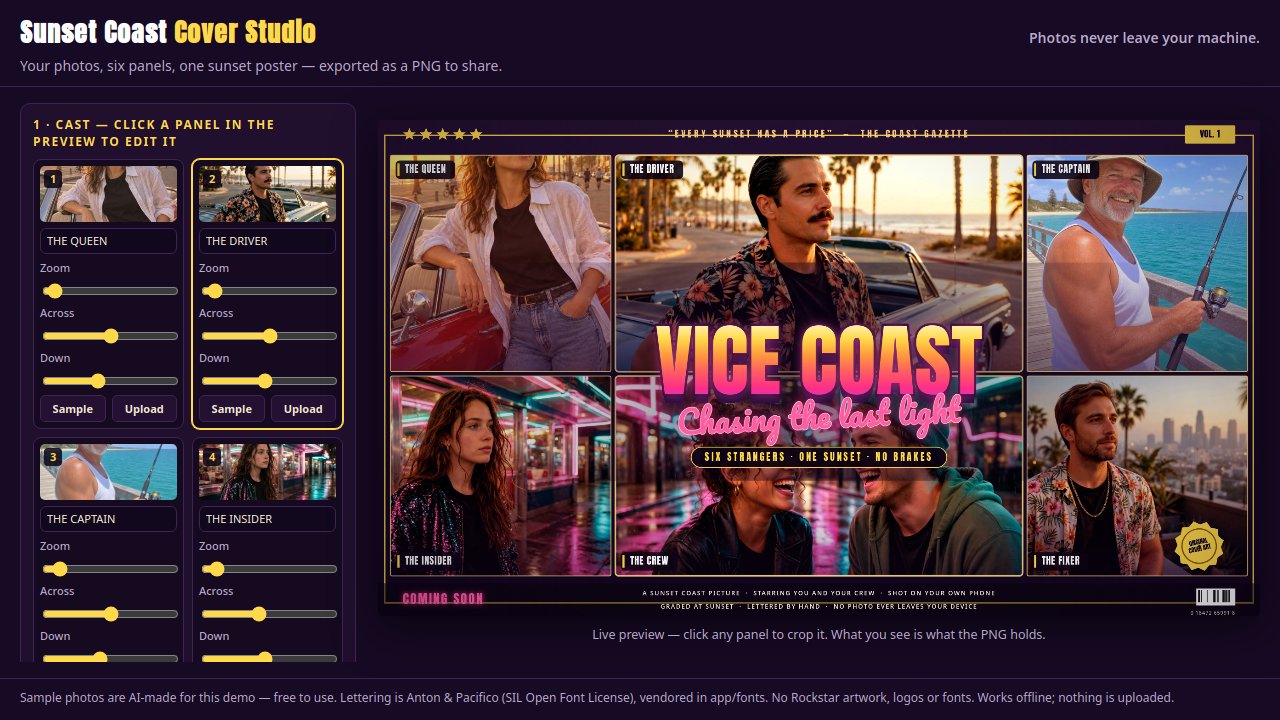 Sunset Coast Cover Studio
Your photos, six panels, one sunset poster — exported as a PNG to share.
Photos never leave your machine.
1 · CAST — CLICK A PANEL IN THE
PREVIEW TO EDIT IT
1
THE QUEEN
Zoom
Across
Down
Sample
Upload
2
THE DRIVER
Zoom
Across
Down
Sample
Upload
3
THE CAPTAIN
Zoom
Across
Down
4
THE INSIDER
Zoom
Across
Down
★★★★★
"EVERY SUNSET HAS A PRICE" — THE COAST GAZETTE
VOL. 1
THE QUEEN
THE DRIVER
THE CAPTAIN
VICE COAST
Chasing the last light
SIX STRANGERS · ONE SUNSET · NO BRAKES
THE INSIDER
THE CREW
THE FIXER
ORIGINAL
COVER ART
COMING SOON
A SUNSET COAST PICTURE · STARRING YOU AND YOUR CREW · SHOT ON YOUR OWN PHONE
GRADED AT SUNSET · LETTERED BY HAND · NO PHOTO EVER LEAVES YOUR DEVICE
Live preview — click any panel to crop it. What you see is what the PNG holds.
Sample photos are AI-made for this demo — free to use. Lettering is Anton & Pacifico (SIL Open Font License), vendored in app/fonts. No Rockstar artwork, logos or fonts. Works offline; nothing is uploaded.